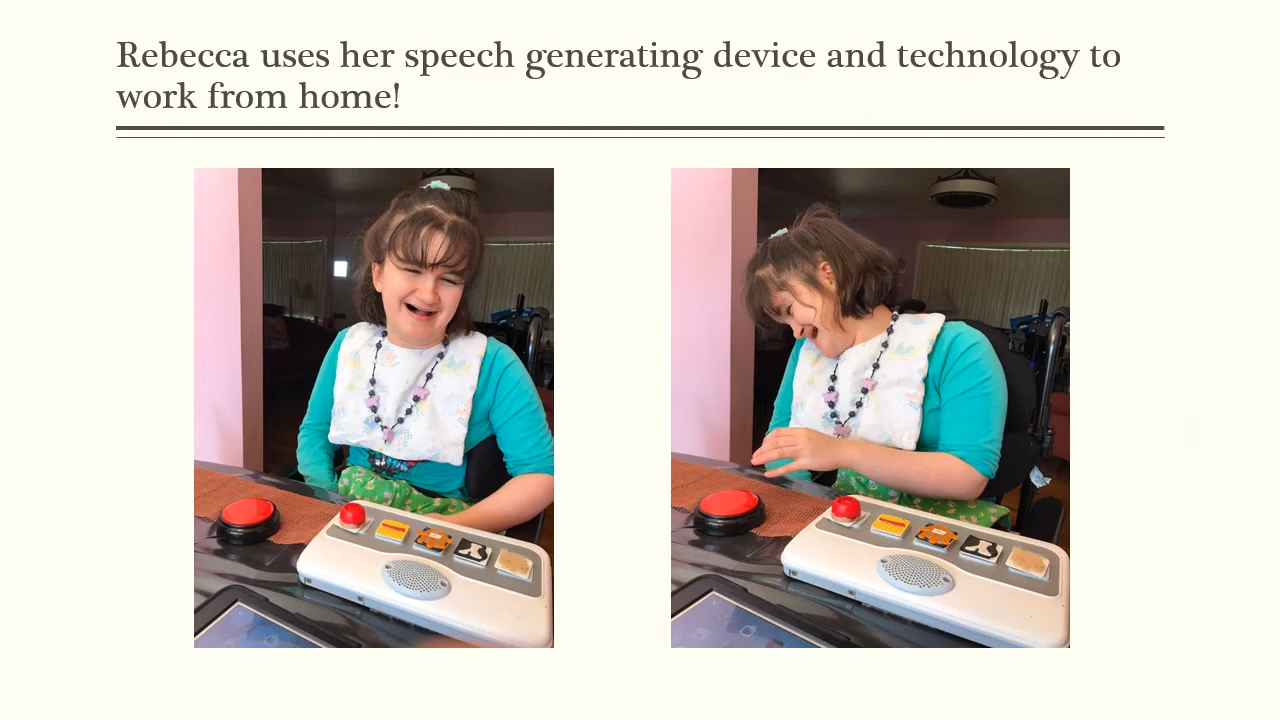 Rebecca uses her speech generating device and technology to
work from home!